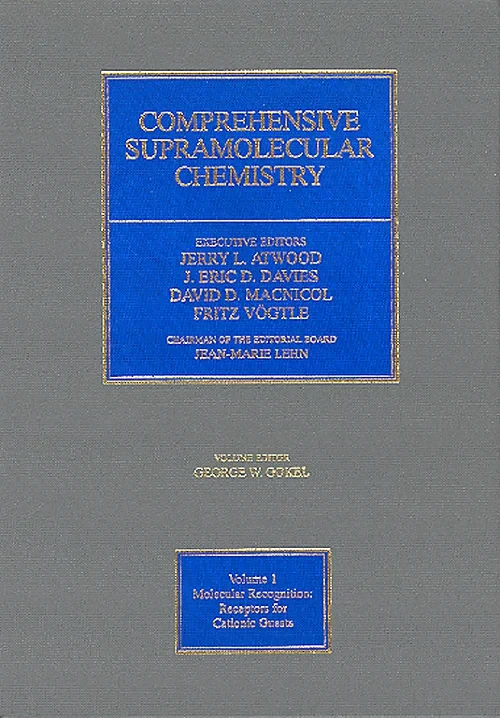 COMPREHENSIVE
SUPRAMOLECULAR
CHEMISTRY
EXECUTIVE EDITORS
JERRY L. ATWOOD
J. ERIC D. DAVIES
DAVID D. MACNICOL
FRITZ VÖGTLE
CHAIRMAN OF THE EDITORIAL BOARD
JEAN-MARIE LEHN
VOLUME EDITOR
GEORGE W. GOKEL
Volume 1
Molecular Recognition:
Receptors for
Cationic Guests